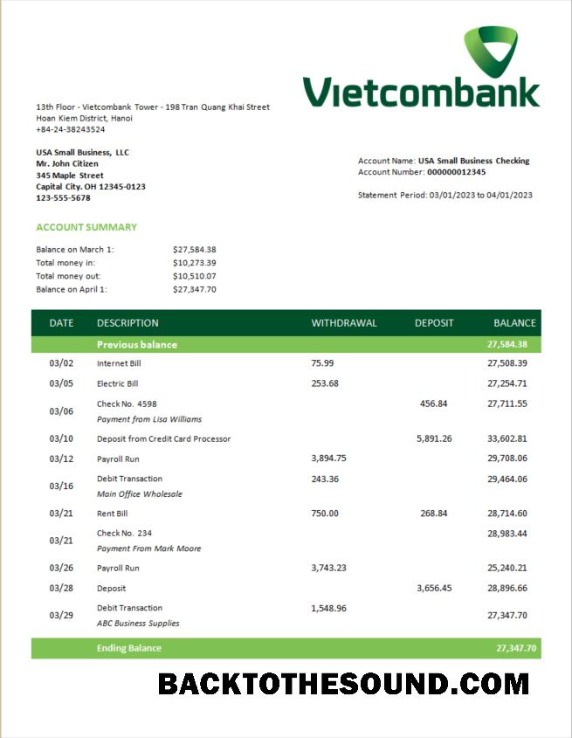 Vietcombank
13th Floor - Vietcombank Tower - 198 Tran Quang Khai Street
Hoan Kiem District, Hanoi
+84-24-38243524
USA Small Business, LLC
Mr. John Citizen
345 Maple Street
Capital City. OH 12345-0123
123-555-5678
Account Name: USA Small Business Checking
Account Number: 000000012345
Statement Period: 03/01/2023 to 04/01/2023
ACCOUNT SUMMARY
Balance on March 1: $27,584.38
Total money in: $10,273.39
Total money out: $10,510.07
Balance on April 1: $27,347.70
DATE DESCRIPTION WITHDRAWAL DEPOSIT BALANCE
Previous balance 27,584.38
03/02 Internet Bill 75.99 27,508.39
03/05 Electric Bill 253.68 27,254.71
03/06 Check No. 4598 456.84 27,711.55
Payment from Lisa Williams
03/10 Deposit from Credit Card Processor 5,891.26 33,602.81
03/12 Payroll Run 3,894.75 29,708.06
03/16 Debit Transaction 243.36 29,464.06
Main Office Wholesale
03/21 Rent Bill 750.00 268.84 28,714.60
03/21 Check No. 234 28,983.44
Payment From Mark Moore
03/26 Payroll Run 3,743.23 25,240.21
03/28 Deposit 3,656.45 28,896.66
03/29 Debit Transaction 1,548.96 27,347.70
ABC Business Supplies
Ending Balance 27,347.70
BACKTOTHESOUND.COM